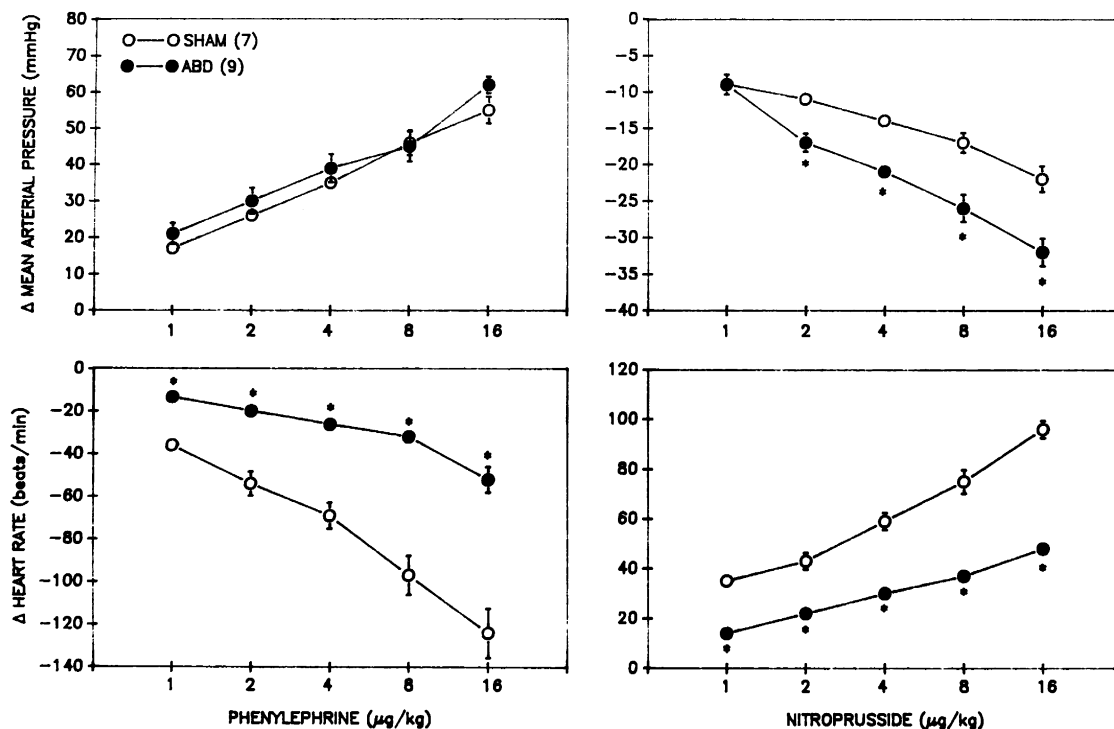 Δ MEAN ARTERIAL PRESSURE (mmHg)
80
70
60
50
40
30
20
10
0
SHAM (7)
ABD (9)
1 2 4 8 16
-0
-5
-10
-15
-20
-25
-30
-35
-40
* * * *
1 2 4 8 16
Δ HEART RATE (beats/min)
-0
-20
-40
-60
-80
-100
-120
-140
* * * * *
1 2 4 8 16
PHENYLEPHRINE (μg/kg)
120
100
80
60
40
20
0
* * * * *
1 2 4 8 16
NITROPRUSSIDE (μg/kg)